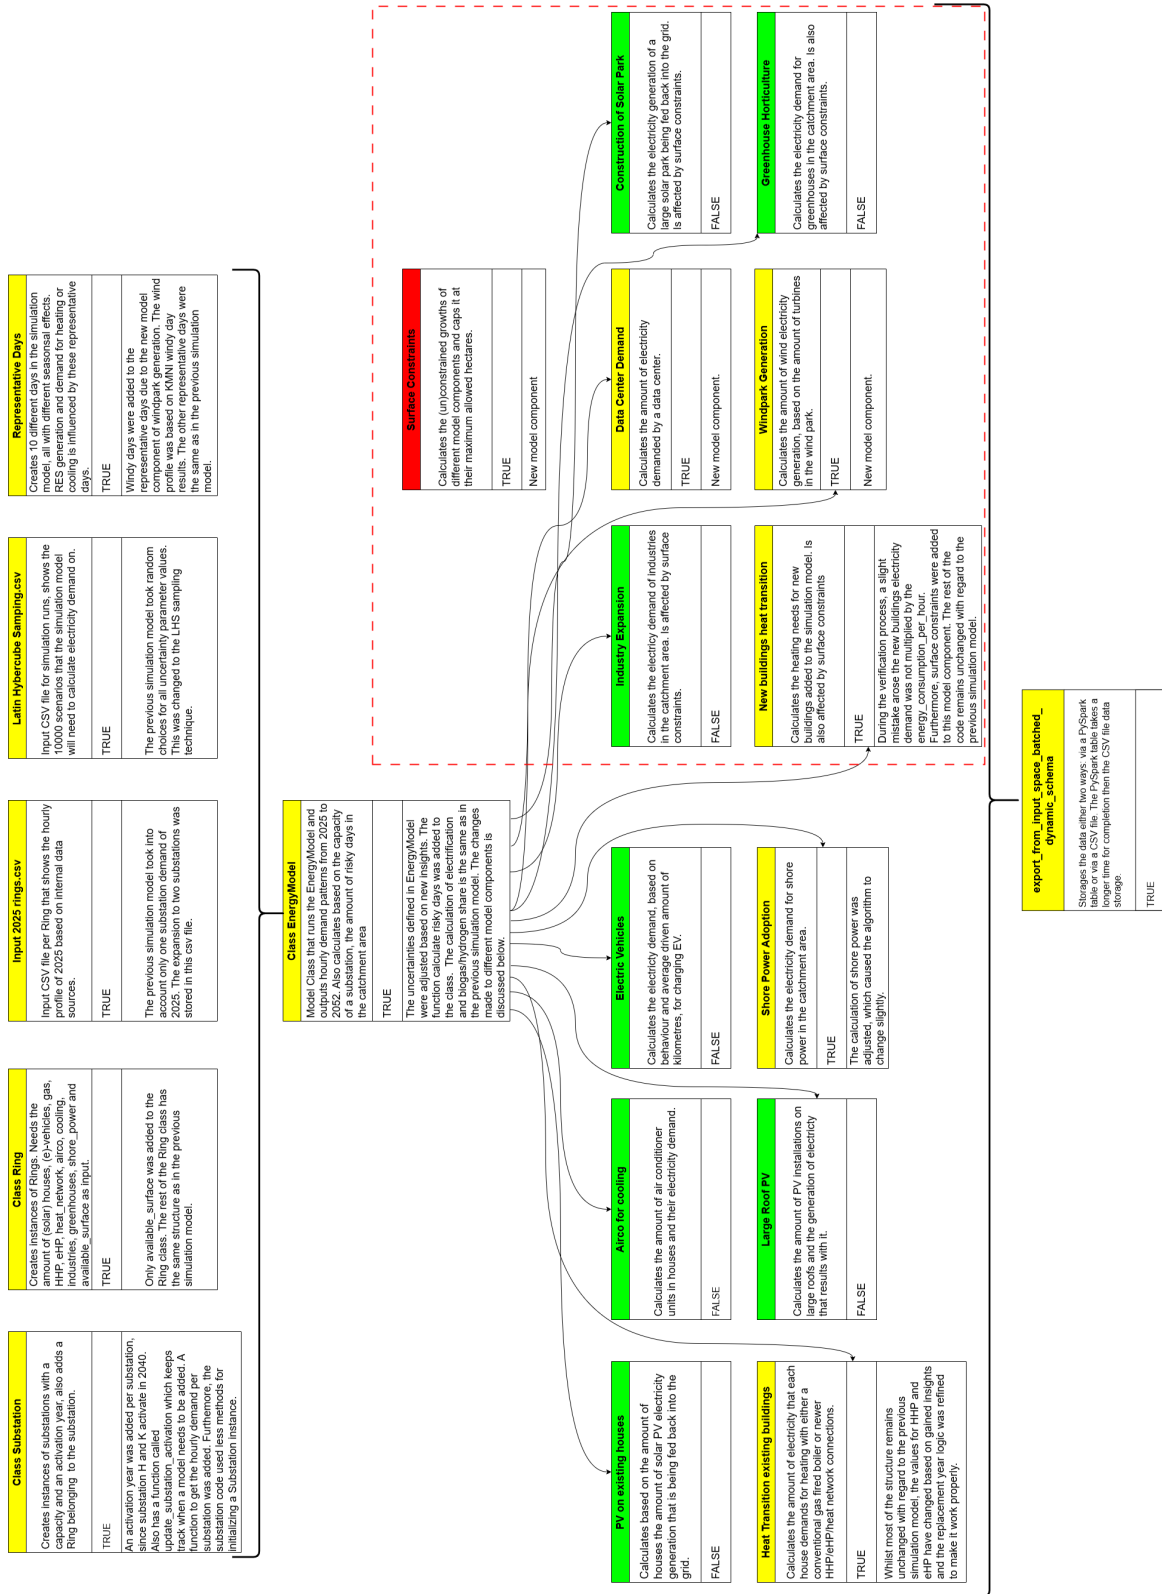 Class Substation
Creates instances of substations with a
capacity and an activation year, also adds a
Ring belonging to the substation.
TRUE
An activation year was added per substation,
since substation H and K activate in 2040.
Also has a function called
update_substation_activation which keeps
track when a model needs to be added. A
function to get the hourly demand per
substation was added. Furthermore, the
substation code used less methods for
initializing a Substation instance.
Class Ring
Creates instances of Rings. Needs the
amount of (solar) houses, (e)-vehicles, gas,
HHP, eHP, heat_network, airco, cooling,
industries, greenhouses, shore_power and
available_surface as input.
TRUE
Only available_surface was added to the
Ring class. The rest of the Ring class has
the same structure as in the previous
simulation model.
Input 2025 rings.csv
Input CSV file per Ring that shows the hourly
profile of 2025 based on internal data
sources.
TRUE
The previous simulation model took into
account only one substation demand of
2025. The expansion to two substations was
stored in this csv file.
Latin Hybercube Sampling.csv
Input CSV file for simulation runs, shows the
10000 scenarios that the simulation model
will need to calculate electricity demand on.
TRUE
The previous simulation model took random
choices for all uncertainty parameter values.
This was changed to the LHS sampling
technique.
Representative Days
Creates 10 different days in the simulation
model, all with different seasonsal effects.
RES generation and demand for heating or
cooling is influenced by these representative
days.
TRUE
Windy days were added to the
representative days due to the new model
component of windpark generation. The wind
profile was based on KMNI windy day
results. The other representative days were
the same as in the previous simulation
model.
Class EnergyModel
Model Class that runs the EnergyModel and
outputs hourly demand patterns from 2025 to
2052. Also calculates based on the capacity
of a substation, the amount of risky days in
the catchment area
TRUE
The uncertainties defined in EnergyModel
were adjusted based on new insights. The
function calculate risky days was added to
the class. The calculation of electrification
and biogas/hydrogen share is the same as in
the previous simulation model. The changes
made to different model components is
discussed below.
Surface Constraints
Calculates the (un)constrained growths of
different model components and caps it at
their maximum allowed hectares.
TRUE
New model component
PV on existing houses
Calculates based on the amount of
houses the amount of solar PV electricity
generation that is being fed back into the
grid.
FALSE
Airco for cooling
Calculates the amount of air conditioner
units in houses and their electricity demand.
FALSE
Electric Vehicles
Calculates the electricty demand, based on
behaviour and average driven amount of
kilometres, for charging EV.
FALSE
Industry Expansion
Calculates the electricy demand of industries
in the catchment area. Is affected by surface
constraints.
FALSE
Data Center Demand
Calculates the amount of electricity
demanded by a data center.
TRUE
New model component.
Construction of Solar Park
Calculates the electricity generation of a
large solar park being fed back into the grid.
Is affected by surface constraints.
FALSE
Heat Transition existing buildings
Calculates the amount of electricity that each
house demands for heating with either a
conventional gas fired boiler or newer
HHP/eHP/heat network connections.
TRUE
Whilst most of the structure remains
unchanged with regard to the previous
simulation model, the values for HHP and
eHP have changed based on gained insights
and the replacement year logic was refined
to make it work properly.
Large Roof PV
Calculates the amount of PV installations on
large roofs and the generation of electricty
that results with it.
FALSE
Shore Power Adoption
Calculates the electricity demand for shore
power in the catchment area.
TRUE
The calculation of shore power was
adjusted, which caused the algorithm to
change slightly.
New buildings heat transition
Calculates the heating needs for new
buildings added to the simulation model. Is
also affected by surface constraints
TRUE
During the verification process, a slight
mistake arose the new buildings electricity
demand was not multiplied by the
energy_consumption_per_hour.
Furthermore, surface constraints were added
to this model component. The rest of the
code remains unchanged with regard to the
previous simulation model.
Windpark Generation
Calculates the amount of wind electricity
generation, based on the amount of turbines
in the wind park.
TRUE
New model component.
Greenhouse Horticulture
Calculates the electricity demand for
greenhouses in the catchment area. Is also
affected by surface constraints.
FALSE
export_from_input_space_batched_
dynamic_schema
Storages the data either two ways: via a PySpark
table or via a CSV file. The PySpark table takes a
longer time for completion then the CSV file data
storage.
TRUE